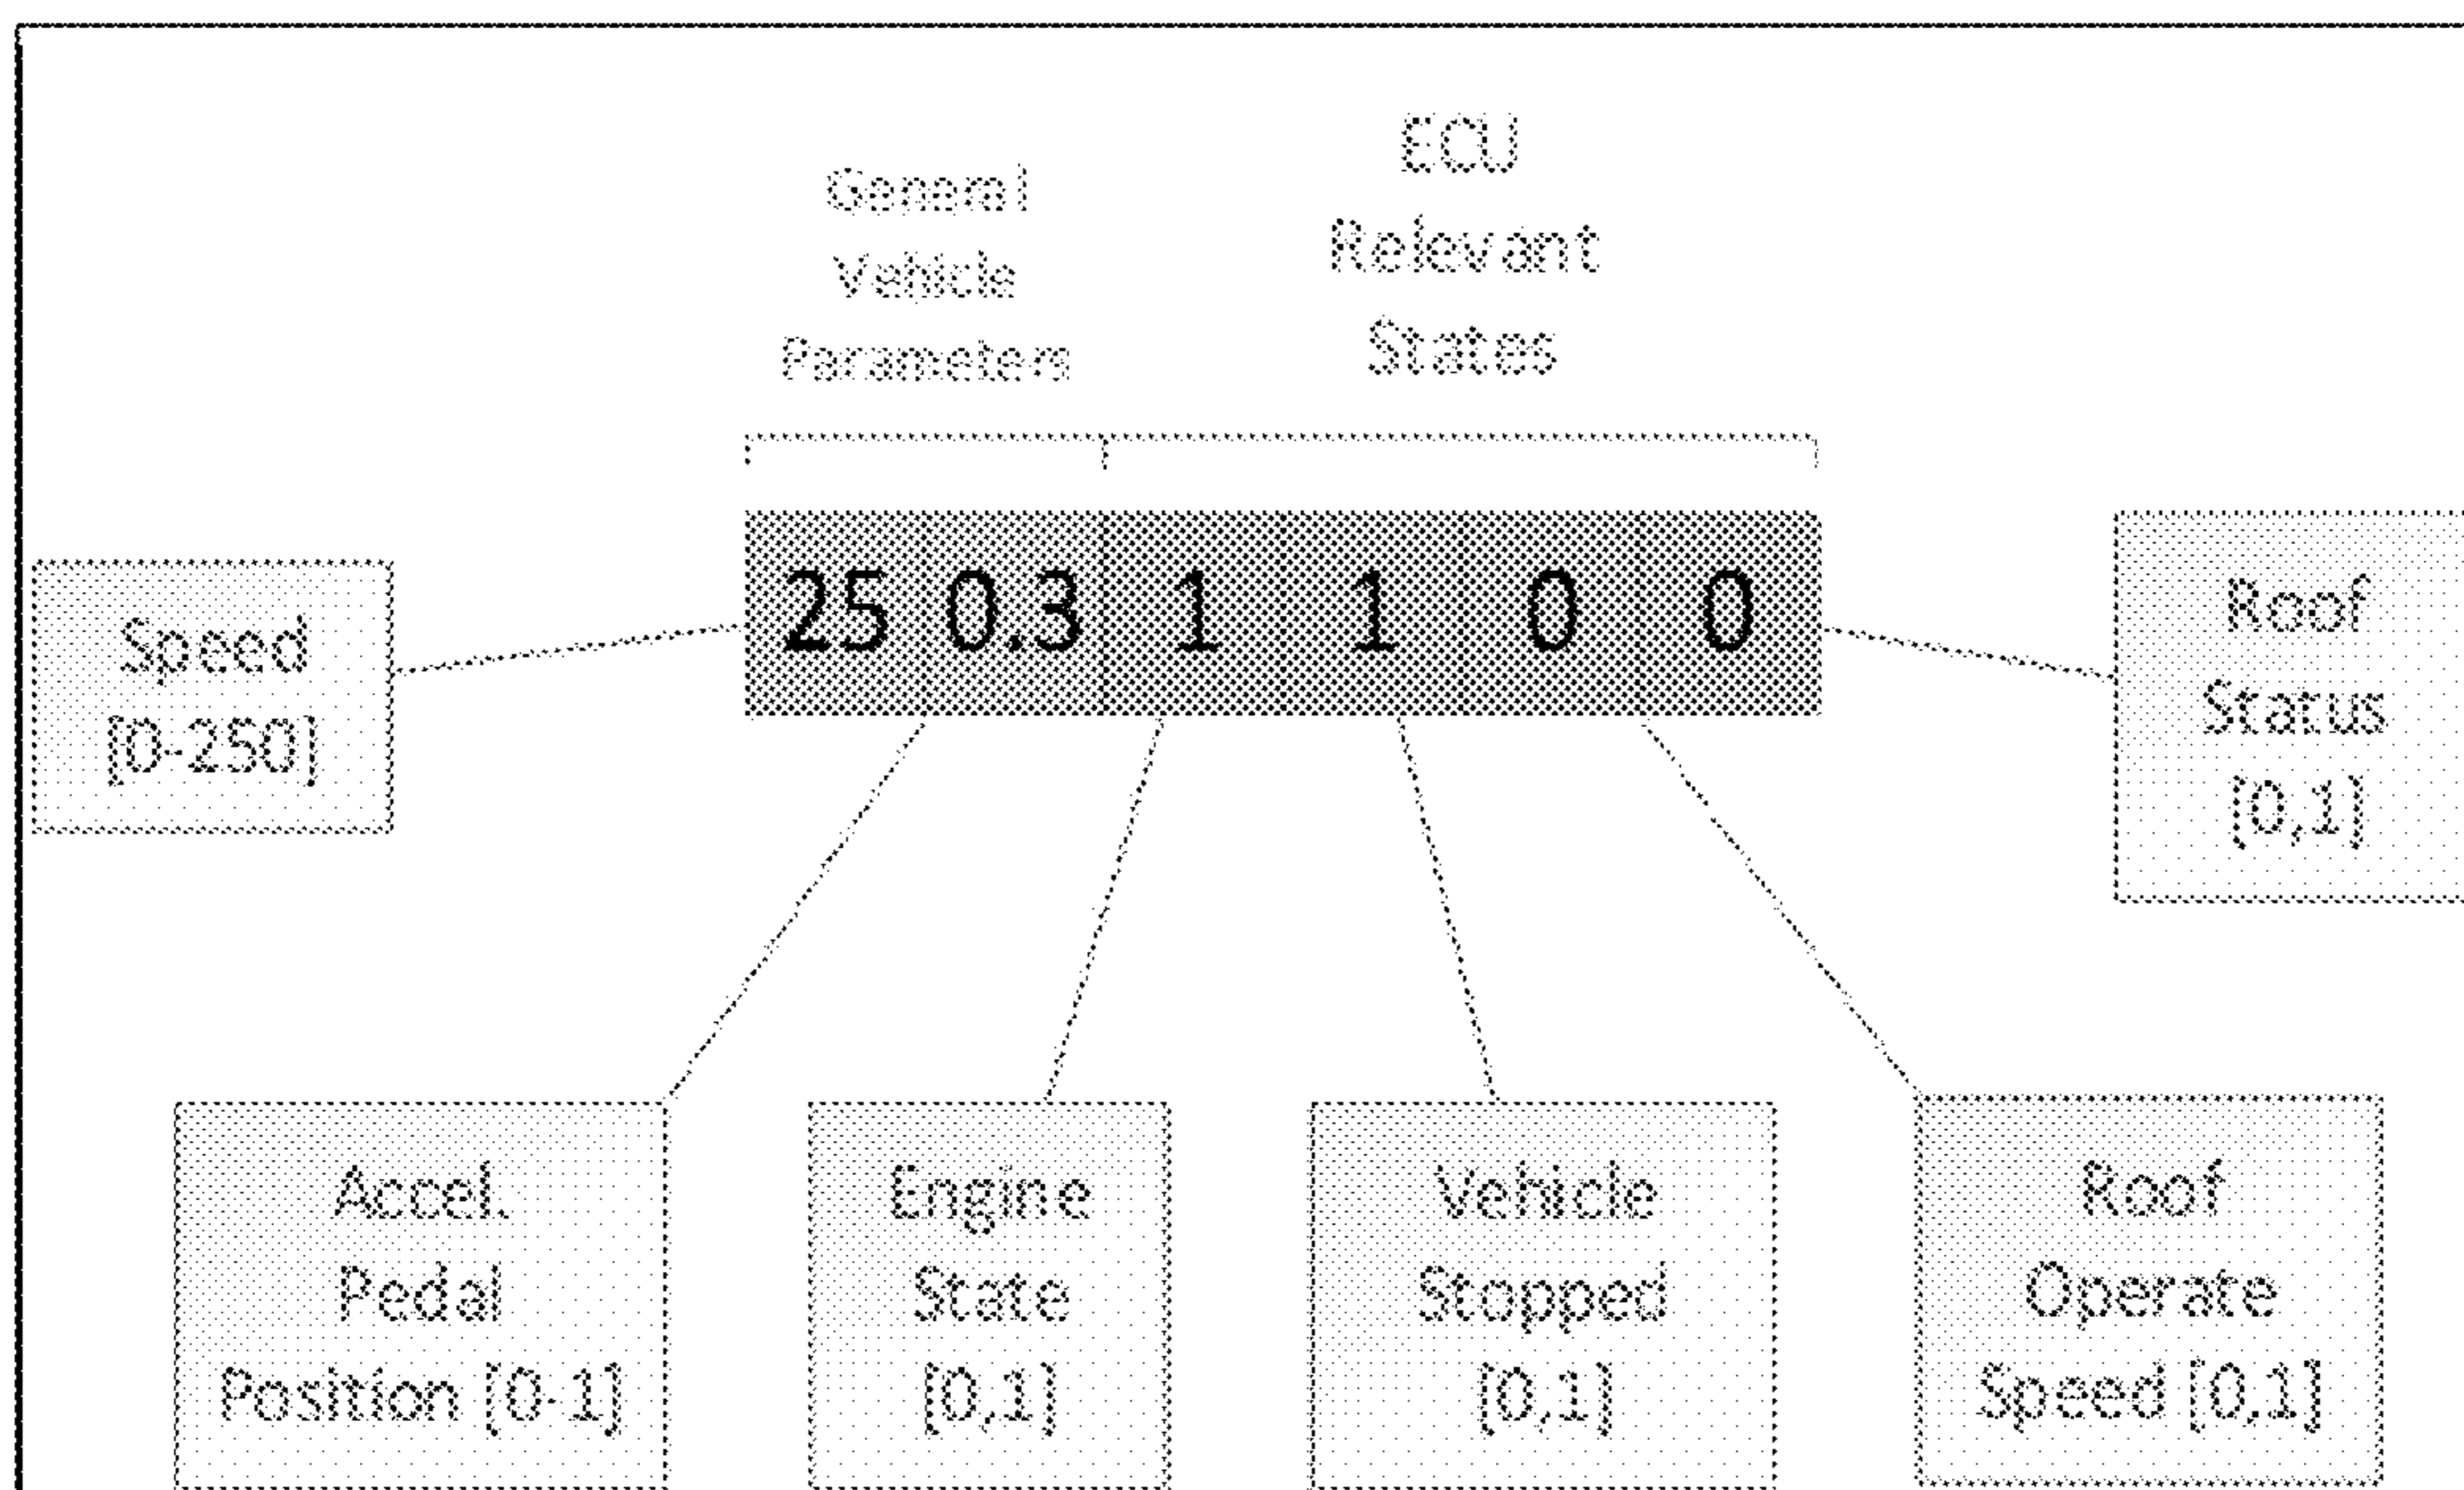 General
Vehicle
Parameters
ECU
Relevant
States
25 0.3 1 1 0 0
Speed
[0-250]
Roof
Status
[0,1]
Accel.
Pedal
Position [0-1]
Engine
State
[0,1]
Vehicle
Stopped
[0,1]
Roof
Operate
Speed [0,1]